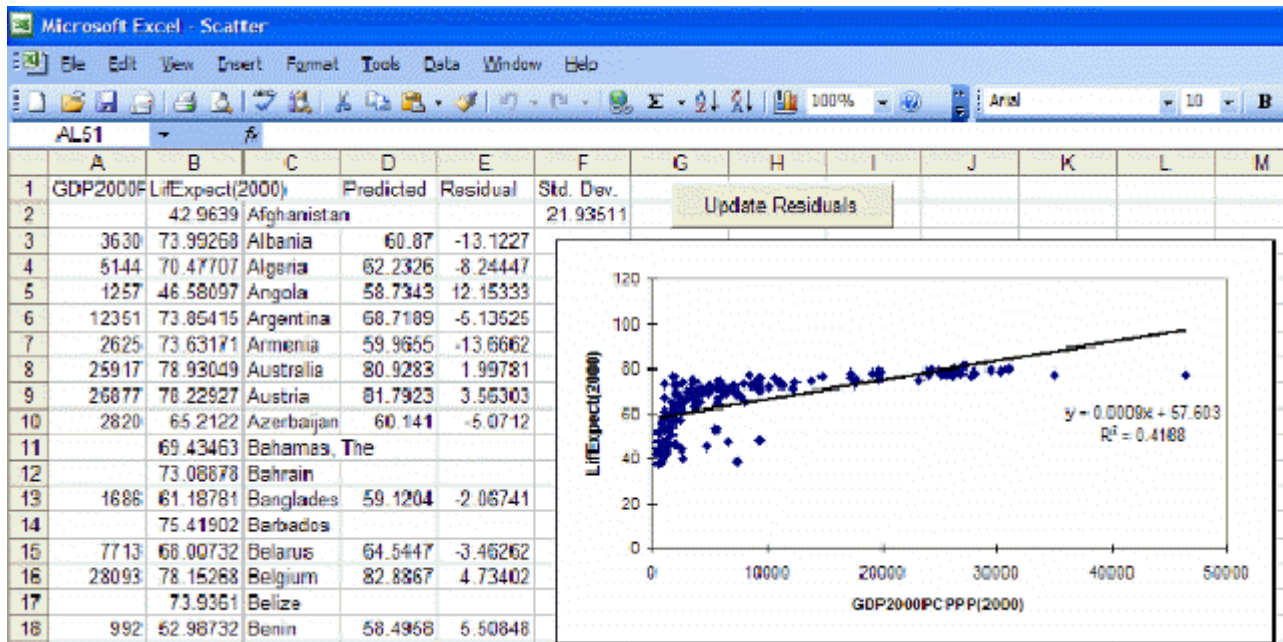 Microsoft Excel - Scatter
File Edit View Insert Format Tools Data Window Help
100% Arial 10 B
AL51 fx
A B C D E F G H I J K L M
1 GDP2000F LifExpect(2000) Predicted Residual Std. Dev.
2 42.9639 Afghanistan 21.93511
Update Residuals
3 3630 73.99268 Albania 60.87 -13.1227
4 5144 70.47707 Algeria 62.2326 -8.24447
5 1257 46.58097 Angola 58.7343 12.15333
6 12351 73.85415 Argentina 68.7189 -5.13525
7 2625 73.63171 Armenia 59.9655 -13.6662
8 25917 78.93049 Australia 80.9283 1.99781
9 26877 78.22927 Austria 81.7923 3.56303
10 2820 65.2122 Azerbaijan 60.141 -5.0712
11 69.43463 Bahamas, The
12 73.08878 Bahrain
13 1686 61.18781 Banglades 59.1204 -2.06741
14 75.41902 Barbados
15 7713 68.00732 Belarus 64.5447 -3.46262
16 28093 78.15268 Belgium 82.8867 4.73402
17 73.9361 Belize
18 992 52.98732 Benin 58.4958 5.50848
120
100
80
60
40
20
0
LifExpect(2000)
y = 0.0009x + 57.603
R² = 0.4188
0 10000 20000 30000 40000 50000
GDP2000PCPPP(2000)